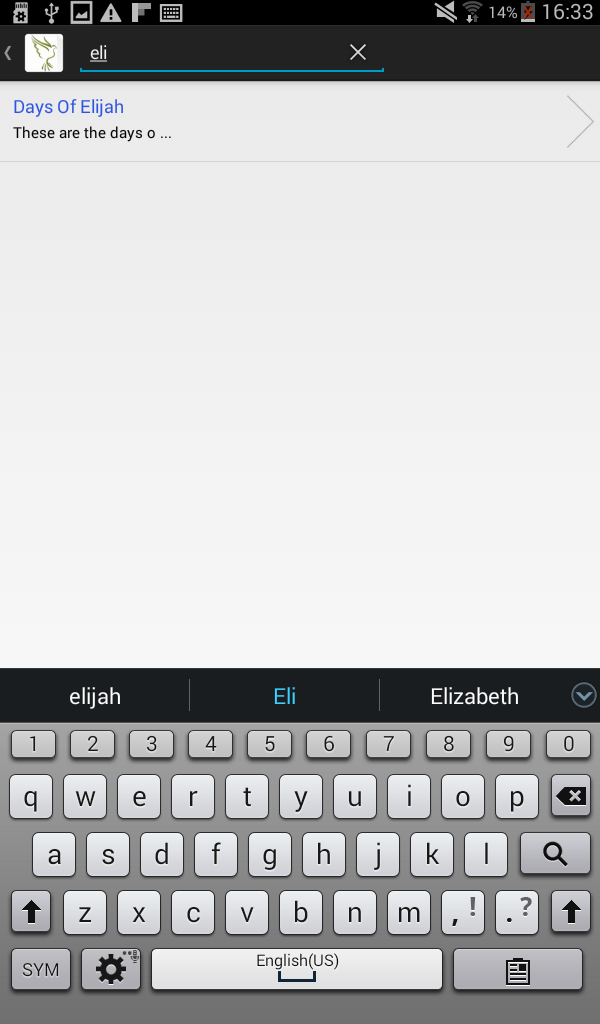 14% 16:33
eli
Days Of Elijah
These are the days o ...
elijah Eli Elizabeth
1 2 3 4 5 6 7 8 9 0
q w e r t y u i o p
a s d f g h j k l
z x c v b n m , ! . ?
SYM English(US)